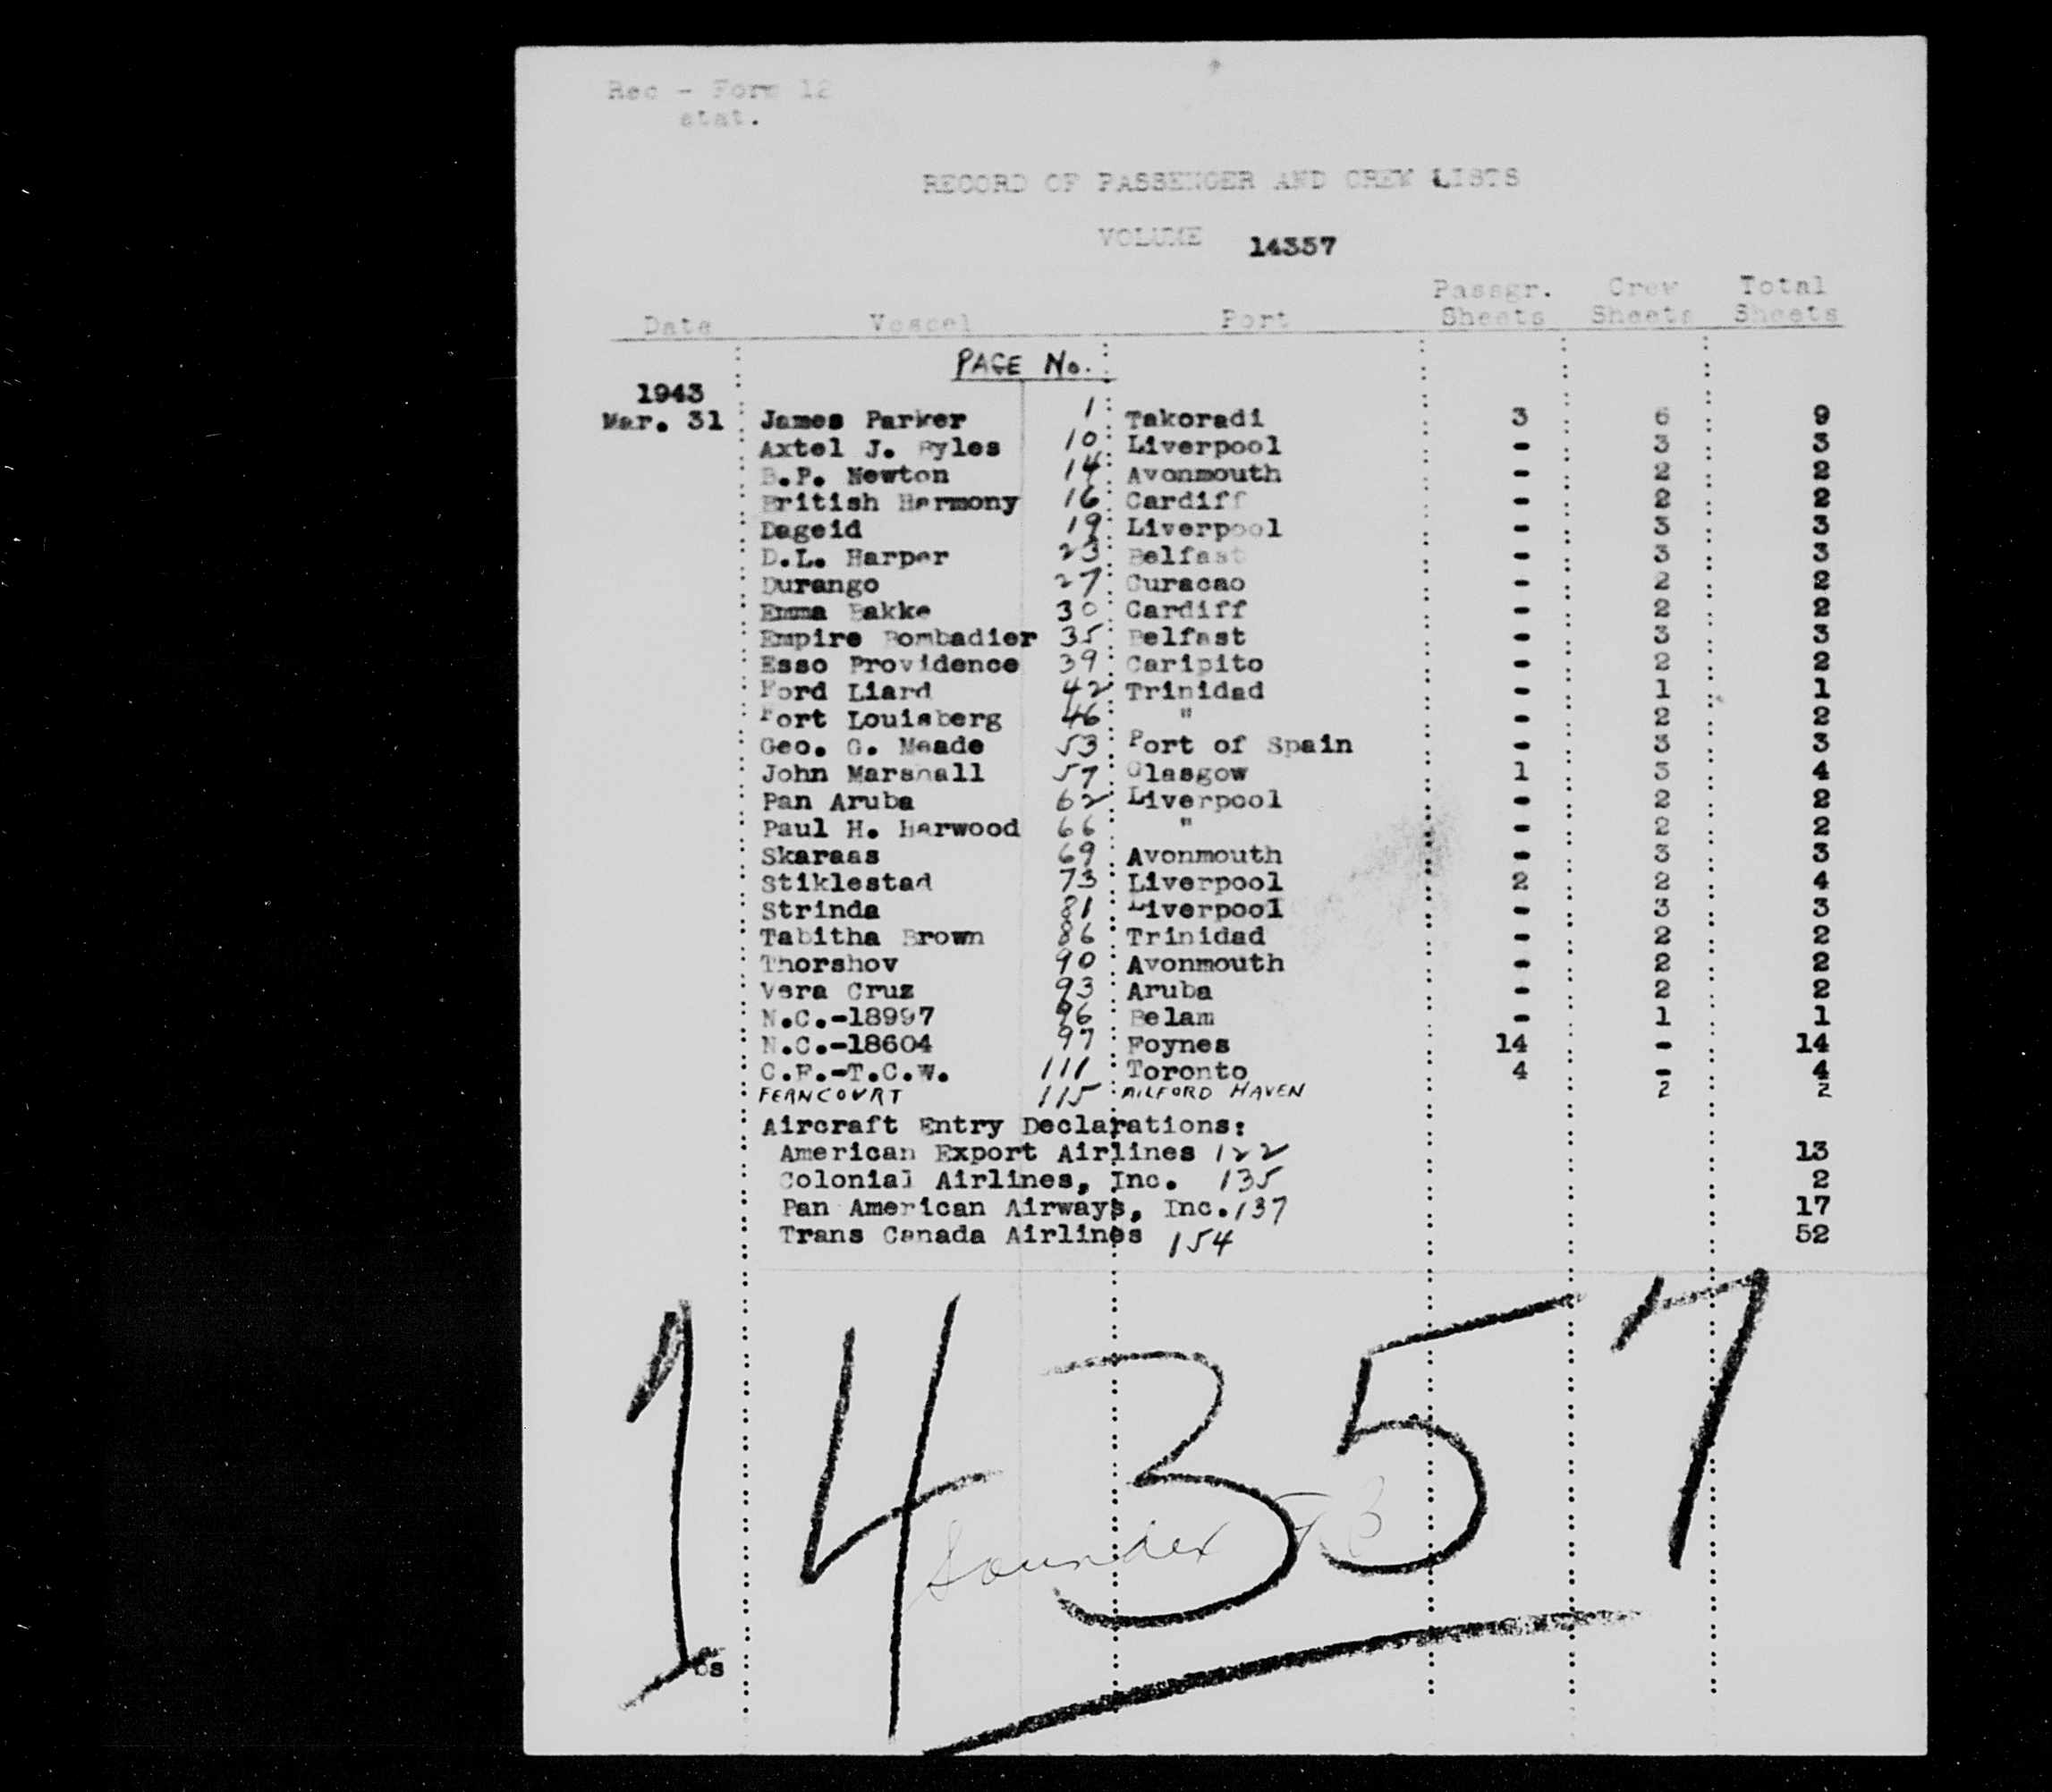 Rec - Form 12
stat.
RECORD OF PASSENGER AND CREW LISTS
VOLUME 14357
Date Vessel Port Passgr. Sheets Crew Sheets Total Sheets
PAGE No.
1943
Mar. 31 James Parker 1 Takoradi 3 6 9
Axtel J. Byles 10 Liverpool - 3 3
B.P. Newton 14 Avonmouth - 2 2
British Harmony 16 Cardiff - 2 2
Dageid 19 Liverpool - 3 3
D.L. Harper 23 Belfast - 3 3
Durango 27 Curacao - 2 2
Emma Bakke 30 Cardiff - 2 2
Empire Bombadier 35 Belfast - 3 3
Esso Providence 39 Caripito - 2 2
Ford Liard 42 Trinidad - 1 1
Fort Louisberg 46 " - 2 2
Geo. G. Meade 53 Port of Spain - 3 3
John Marshall 57 Glasgow 1 3 4
Pan Aruba 62 Liverpool - 2 2
Paul H. Harwood 66 " - 2 2
Skaraas 69 Avonmouth - 3 3
Stiklestad 73 Liverpool 2 2 4
Strinda 81 Liverpool - 3 3
Tabitha Brown 86 Trinidad - 2 2
Thorshov 90 Avonmouth - 2 2
Vera Cruz 93 Aruba - 2 2
N.C.-18997 96 Belam - 1 1
N.C.-18604 97 Foynes 14 - 14
C.F.-T.C.W. 111 Toronto 4 - 4
FERNCOURT 115 MILFORD HAVEN 2 2
Aircraft Entry Declarations:
American Export Airlines 122 13
Colonial Airlines, Inc. 135 2
Pan American Airways, Inc. 137 17
Trans Canada Airlines 154 52
14357
Soundex